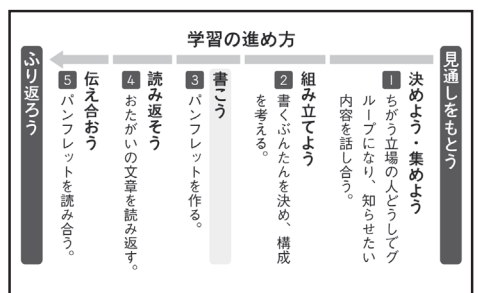 学習の進め方
見通しをもとう
決めよう・集めよう
1 ちがう立場の人どうしでグ
ループになり、知らせたい
内容を話し合う。
組み立てよう
2 書くぶんたんを決め、構成
を考える。
書こう
3 パンフレットを作る。
読み返そう
4 おたがいの文章を読み返す。
伝え合おう
5 パンフレットを読み合う。
ふり返ろう